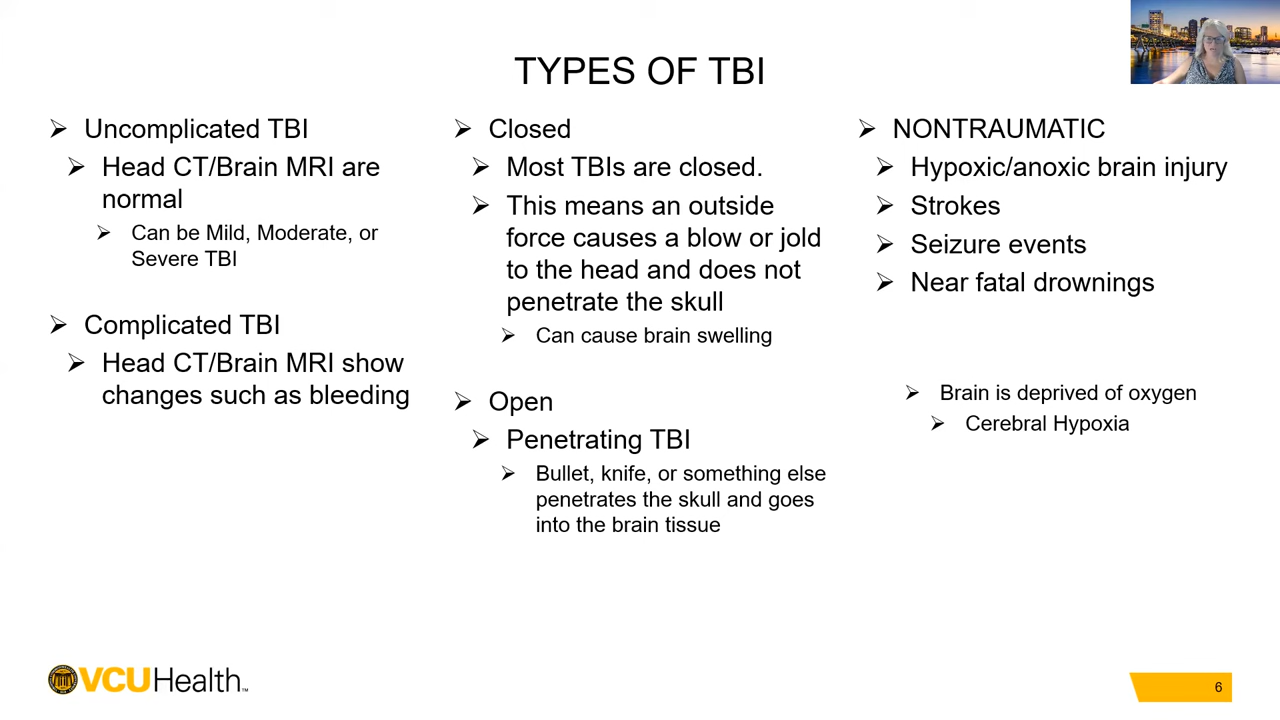 TYPES OF TBI
Uncomplicated TBI
Head CT/Brain MRI are
normal
Can be Mild, Moderate, or
Severe TBI
Complicated TBI
Head CT/Brain MRI show
changes such as bleeding
Closed
Most TBIs are closed.
This means an outside
force causes a blow or jold
to the head and does not
penetrate the skull
Can cause brain swelling
Open
Penetrating TBI
Bullet, knife, or something else
penetrates the skull and goes
into the brain tissue
NONTRAUMATIC
Hypoxic/anoxic brain injury
Strokes
Seizure events
Near fatal drownings
Brain is deprived of oxygen
Cerebral Hypoxia
VCUHealth™
6